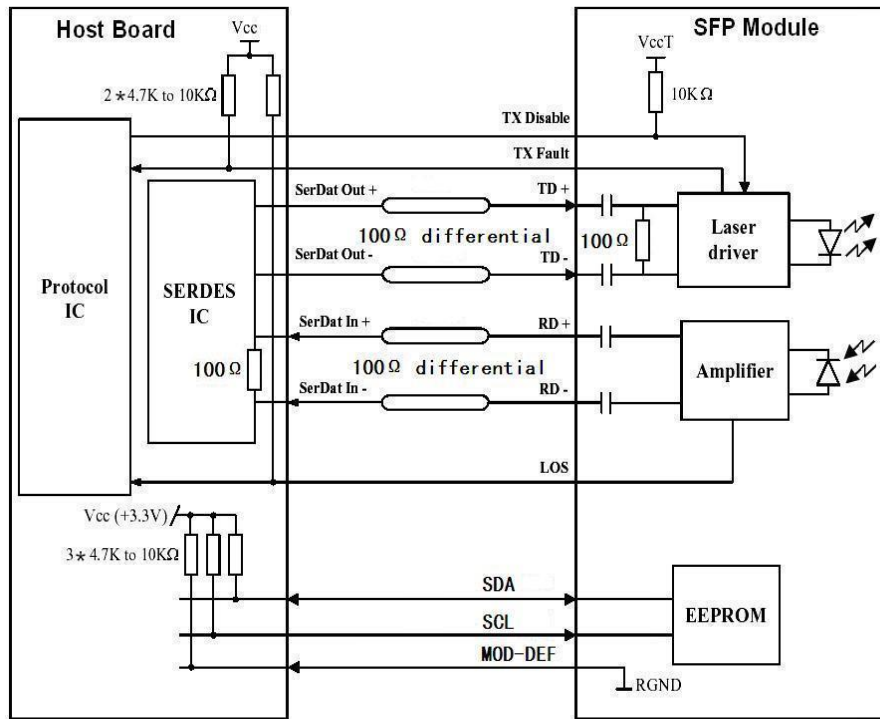 Host Board
SFP Module
Vcc
VccT
2*4.7K to 10KΩ
10KΩ
TX Disable
TX Fault
SerDat Out +
TD +
100Ω differential
100Ω
SerDat Out -
TD -
Laser
driver
Protocol
IC
SERDES
IC
SerDat In +
RD +
100Ω
100Ω differential
Amplifier
SerDat In -
RD -
LOS
Vcc (+3.3V)
3*4.7K to 10KΩ
SDA
SCL
EEPROM
MOD-DEF
RGND